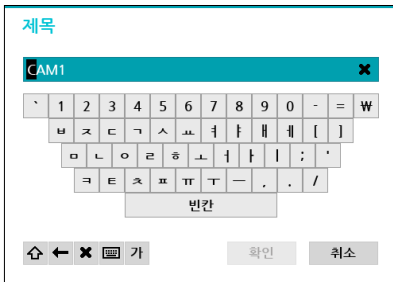 제목
CAM1
` 1 2 3 4 5 6 7 8 9 0 - = ₩
ㅂ ㅈ ㄷ ㄱ ㅅ ㅛ ㅕ ㅑ ㅐ ㅔ [ ]
ㅁ ㄴ ㅇ ㄹ ㅎ ㅗ ㅓ ㅏ ㅣ ; '
ㅋ ㅌ ㅊ ㅍ ㅠ ㅜ ㅡ , . /
빈칸
가 확인 취소